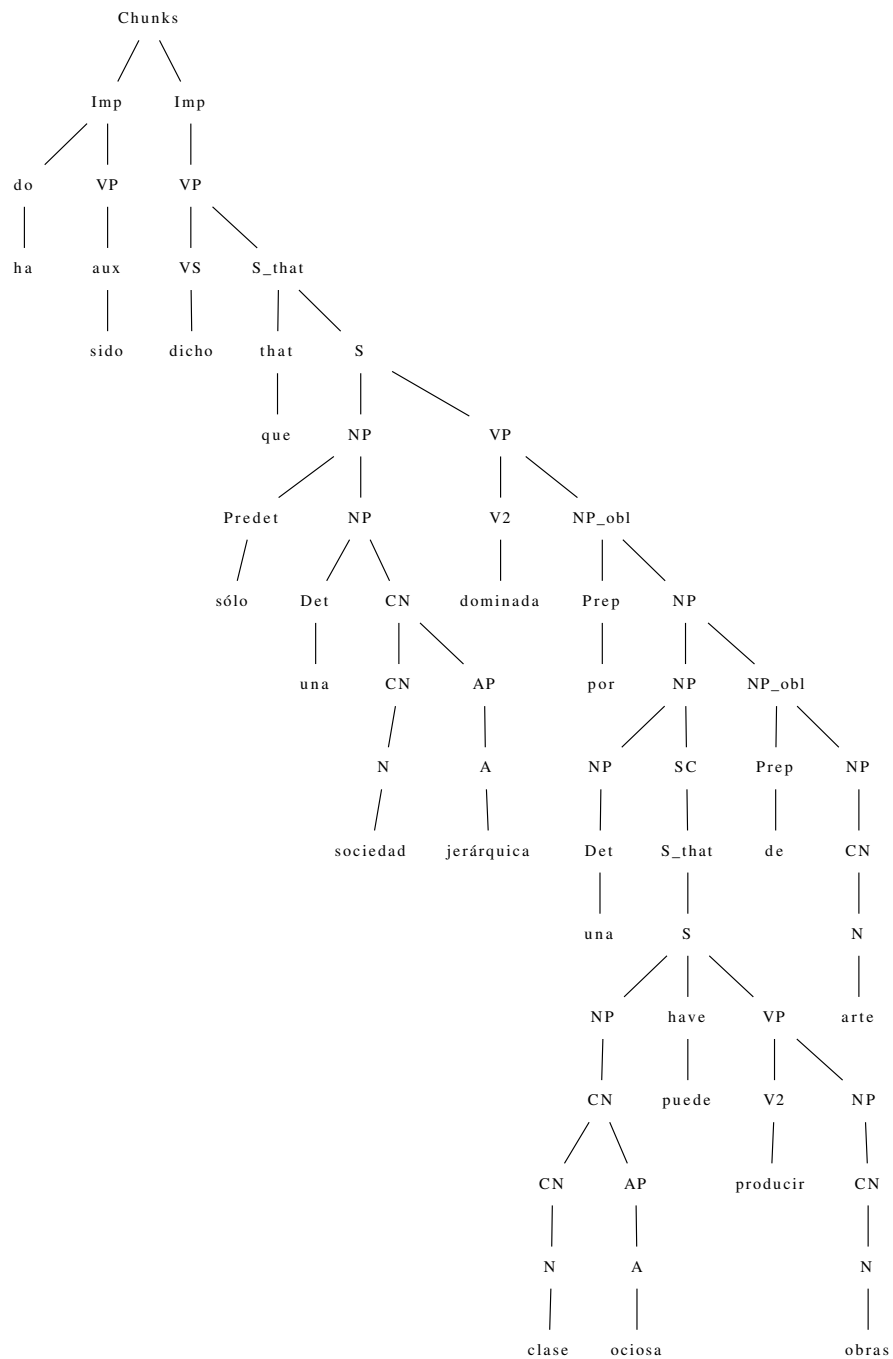 Chunks
Imp Imp
do VP VP
ha aux VS S_that
sido dicho that S
que NP VP
Predet NP V2 NP_obl
sólo Det CN dominada Prep NP
una CN AP por NP NP_obl
N A NP SC Prep NP
sociedad jerárquica Det S_that de CN
una S N
NP have VP arte
CN puede V2 NP
CN AP producir CN
N A N
clase ociosa obras